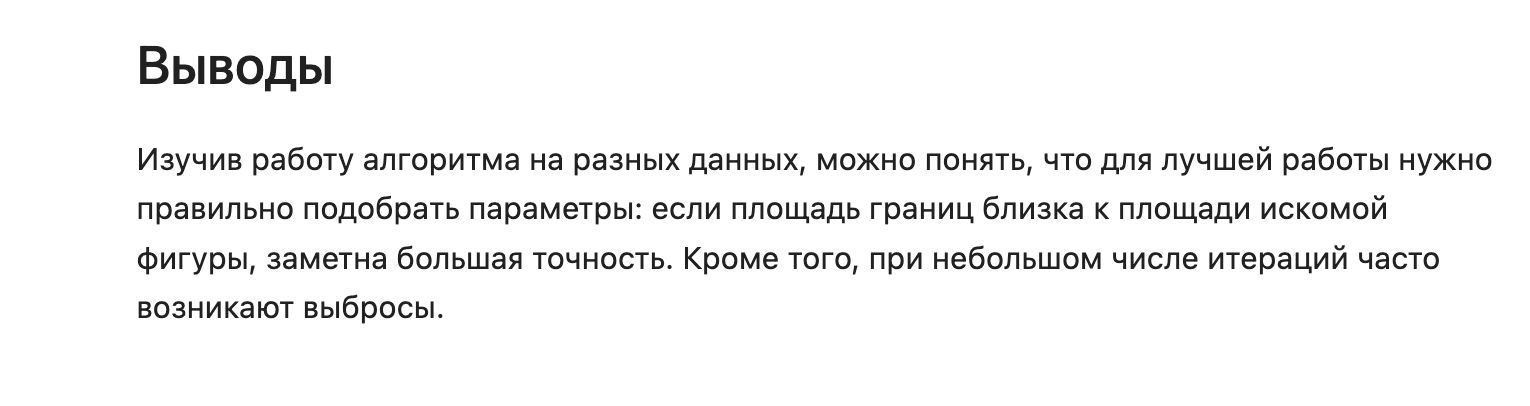 Выводы
Изучив работу алгоритма на разных данных, можно понять, что для лучшей работы нужно
правильно подобрать параметры: если площадь границ близка к площади искомой
фигуры, заметна большая точность. Кроме того, при небольшом числе итераций часто
возникают выбросы.